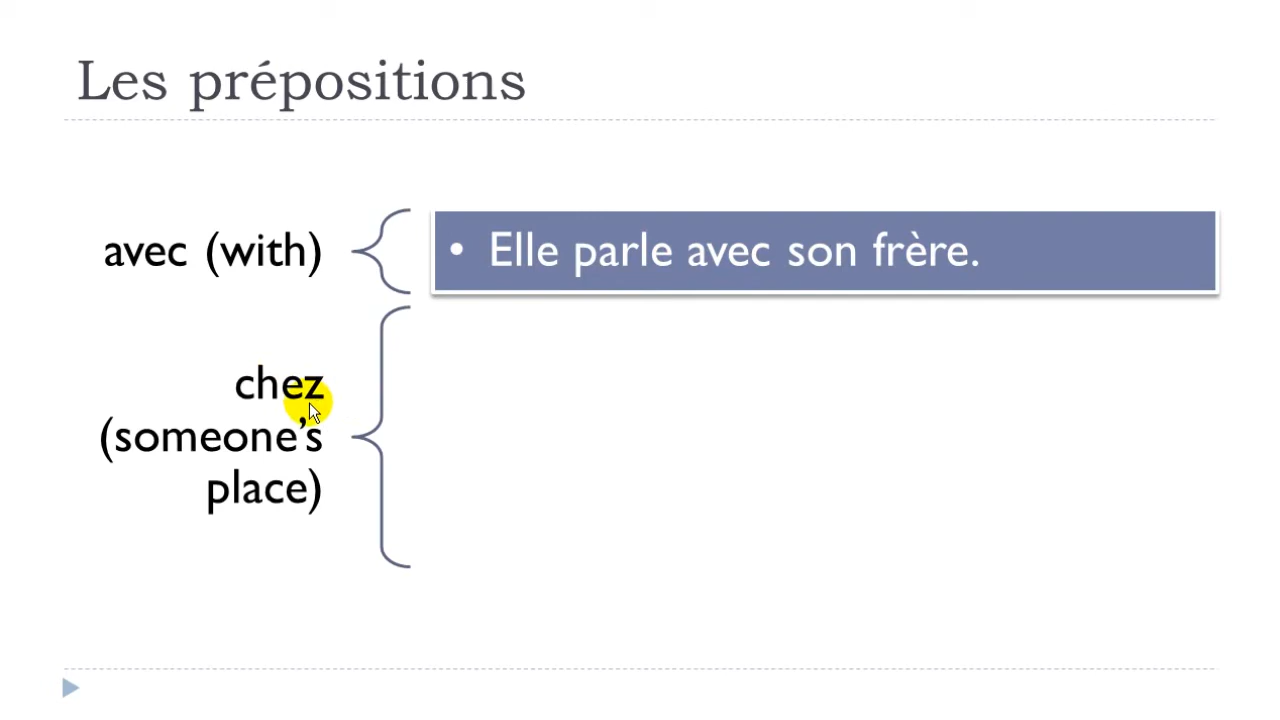 Les prépositions
avec (with)
• Elle parle avec son frère.
chez
(someone's
place)